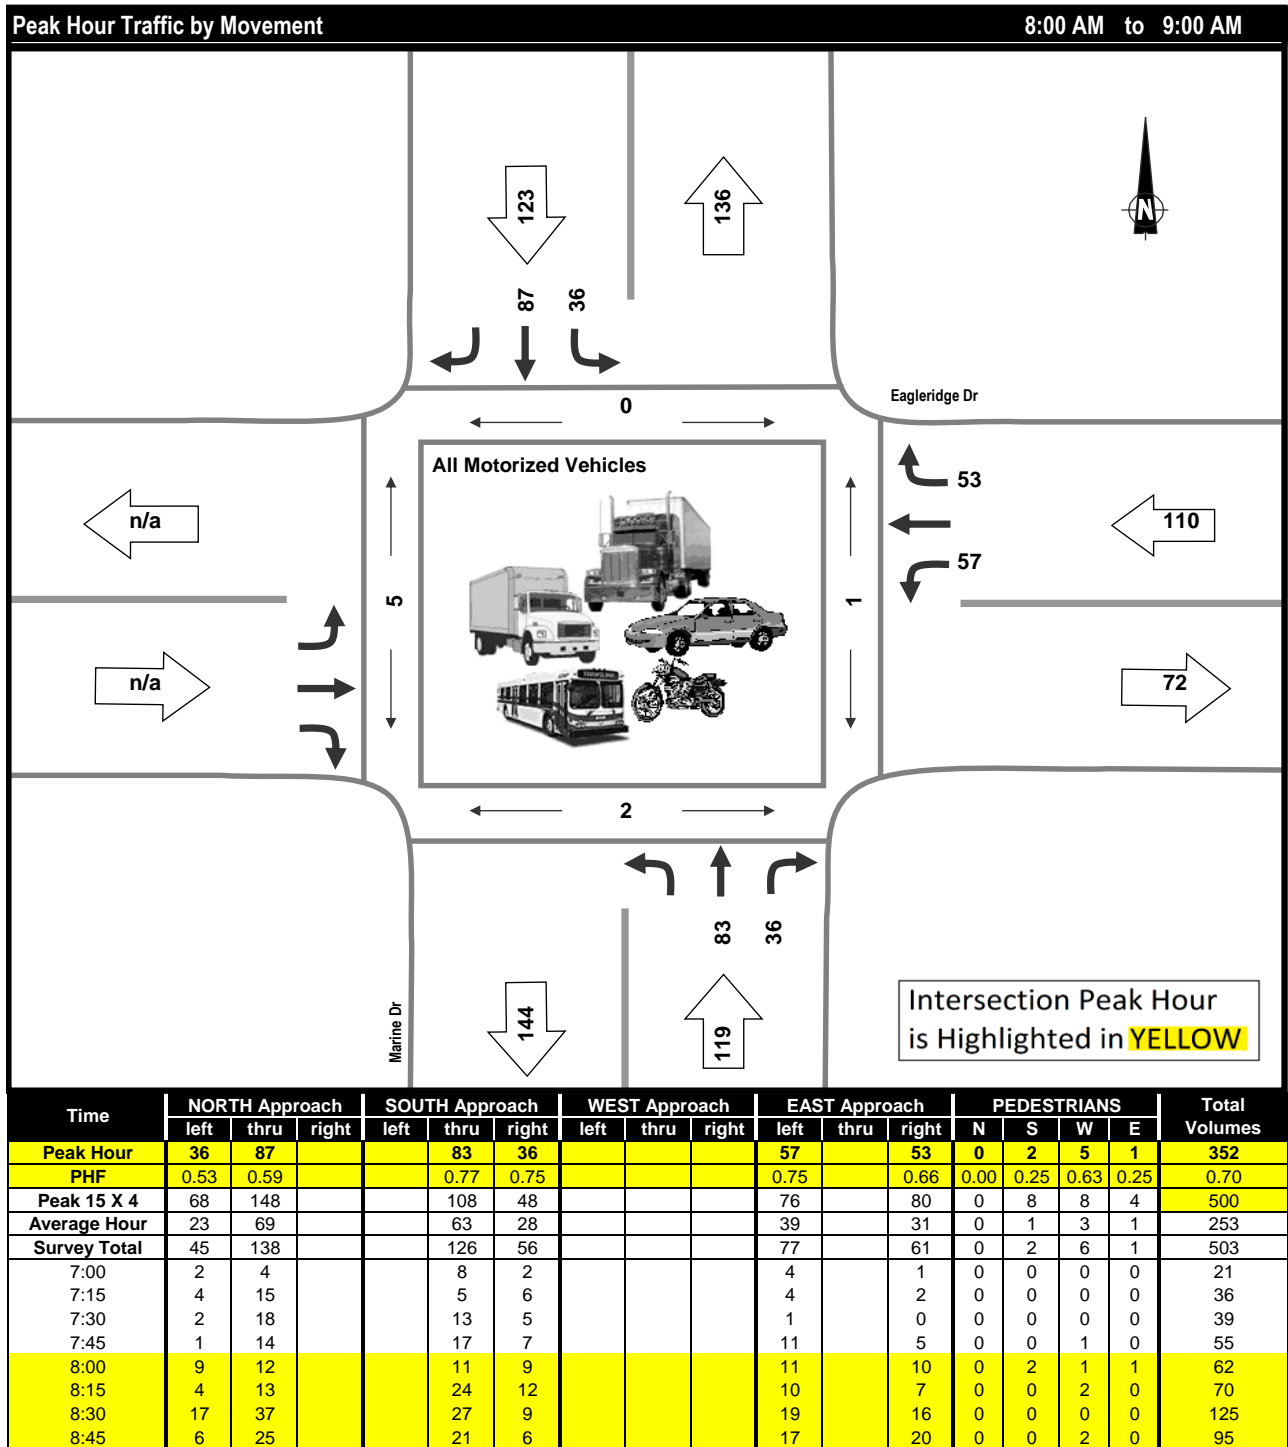 Peak Hour Traffic by Movement 8:00 AM to 9:00 AM
123
136
87 36
N
Eagleridge Dr
0
All Motorized Vehicles
53
n/a
110
57
5
1
n/a
72
2
83 36
Marine Dr
144
119
Intersection Peak Hour
is Highlighted in YELLOW
Time NORTH Approach SOUTH Approach WEST Approach EAST Approach PEDESTRIANS Total
left thru right left thru right left thru right left thru right N S W E Volumes
Peak Hour 36 87 83 36 57 53 0 2 5 1 352
PHF 0.53 0.59 0.77 0.75 0.75 0.66 0.00 0.25 0.63 0.25 0.70
Peak 15 X 4 68 148 108 48 76 80 0 8 8 4 500
Average Hour 23 69 63 28 39 31 0 1 3 1 253
Survey Total 45 138 126 56 77 61 0 2 6 1 503
7:00 2 4 8 2 4 1 0 0 0 0 21
7:15 4 15 5 6 4 2 0 0 0 0 36
7:30 2 18 13 5 1 0 0 0 0 0 39
7:45 1 14 17 7 11 5 0 0 1 0 55
8:00 9 12 11 9 11 10 0 2 1 1 62
8:15 4 13 24 12 10 7 0 0 2 0 70
8:30 17 37 27 9 19 16 0 0 0 0 125
8:45 6 25 21 6 17 20 0 0 2 0 95